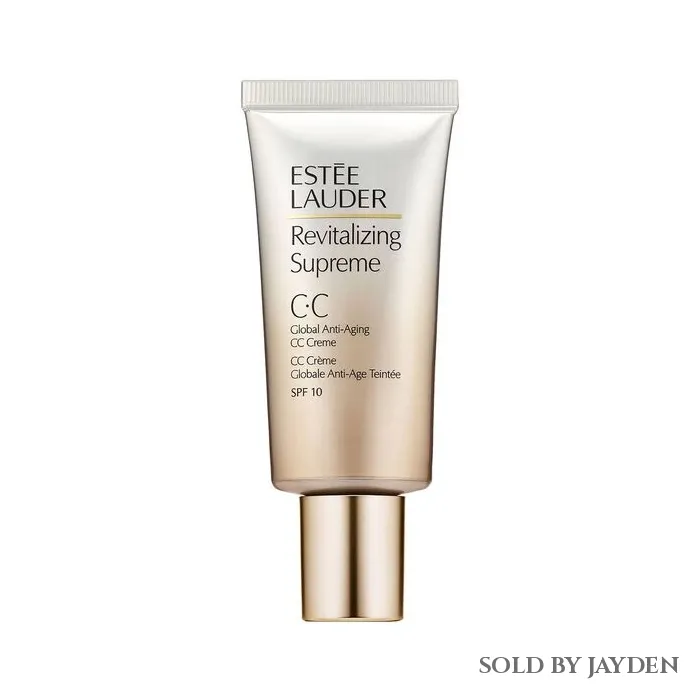 ESTĒE
LAUDER
Revitalizing
Supreme
C•C
Global Anti-Aging
CC Creme
CC Crème
Globale Anti-Age Teintée
SPF 10
SOLD BY JAYDEN